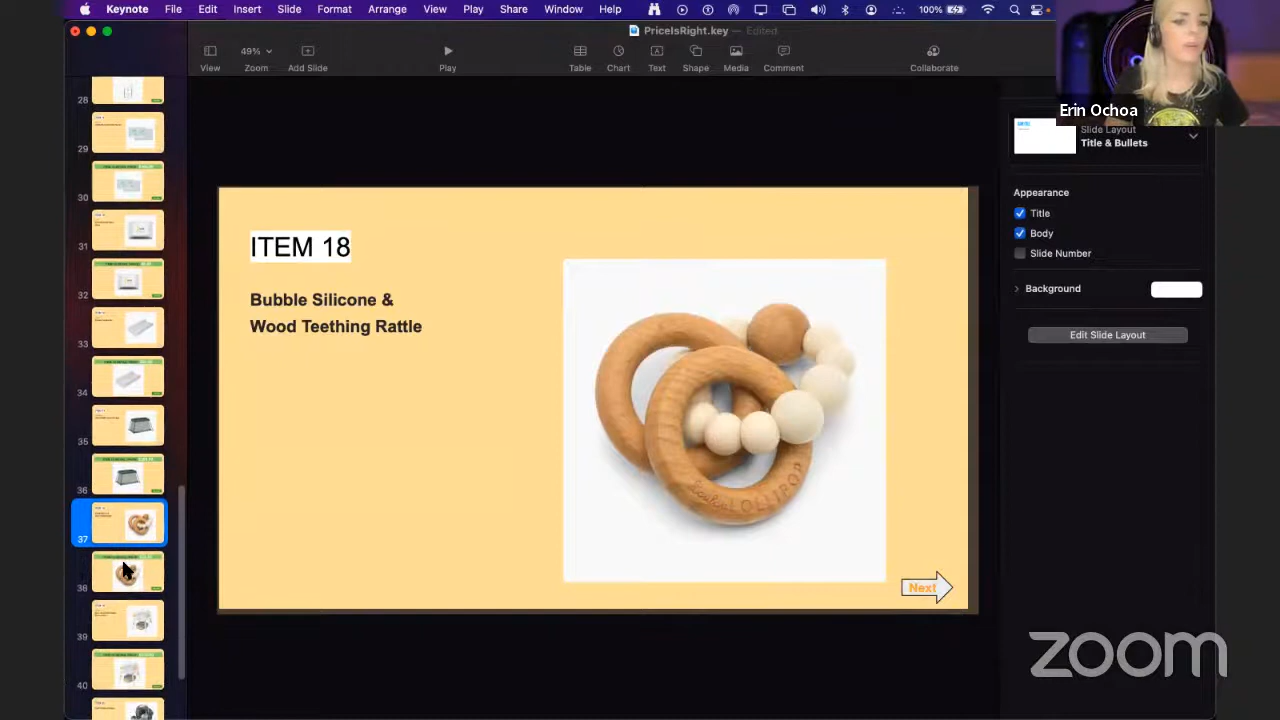 Keynote File Edit Insert Slide Format Arrange View Play Share Window Help 100%
PriceIsRight.key — Edited
49%
View Zoom Add Slide Play Table Chart Text Shape Media Comment Collaborate
Erin Ochoa
Slide Layout
Title & Bullets
Appearance
Title
Body
Slide Number
Background
Edit Slide Layout
28
29
30
31
32
33
34
35
36
37
38
39
40
ITEM 18
Bubble Silicone &
Wood Teething Rattle
LOLLIPOP
Next
zoom